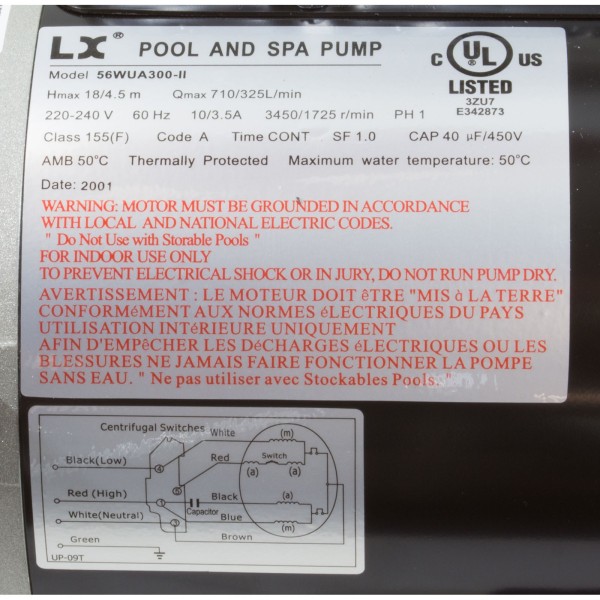 LX® POOL AND SPA PUMP
Model 56WUA300-II
Hmax 18/4.5 m Qmax 710/325L/min
220-240 V 60 Hz 10/3.5A 3450/1725 r/min PH 1
Class 155(F) Code A Time CONT SF 1.0 CAP 40 µF/450V
AMB 50°C Thermally Protected Maximum water temperature: 50°C
Date: 2001
C UL ® US
LISTED
3ZU7
E342873
WARNING: MOTOR MUST BE GROUNDED IN ACCORDANCE
WITH LOCAL AND NATIONAL ELECTRIC CODES.
" Do Not Use with Storable Pools "
FOR INDOOR USE ONLY
TO PREVENT ELECTRICAL SHOCK OR IN JURY, DO NOT RUN PUMP DRY.
AVERTISSEMENT : LE MOTEUR DOIT êTRE "MIS à LA TERRE"
CONFORMéMENT AUX NORMES éLECTRIQUES DU PAYS
UTILISATION INTéRIEURE UNIQUEMENT
AFIN D'EMPêCHER LES DéCHARGES éLECTRIQUES OU LES
BLESSURES NE JAMAIS FAIRE FONCTIONNER LA POMPE
SANS EAU. " Ne pas utiliser avec Stockables Pools. "
Centrifugal Switches
White
(m)
Black(Low)
4
Red
Switch
(a)
(a)
Red (High)
5
1
Black
(a)
Capacitor
White(Neutral)
3
Blue
(m)
Brown
Green
UP-09T